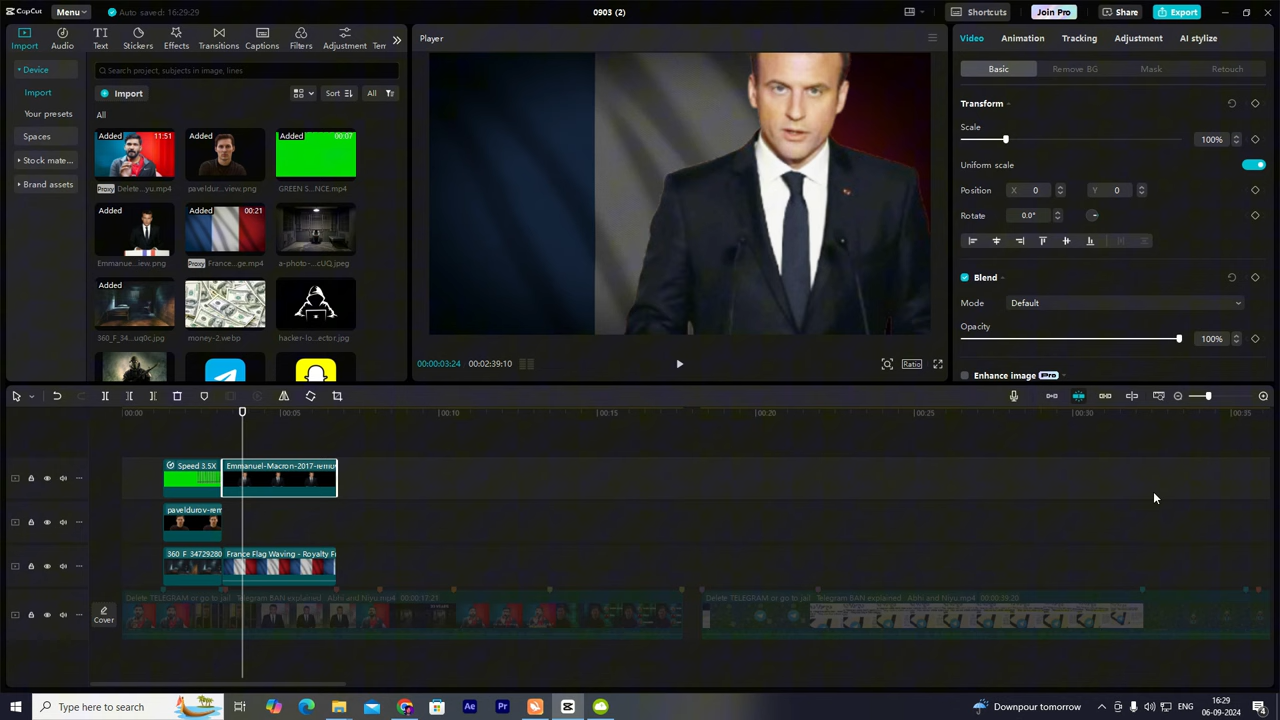 CapCut
Menu
Auto saved: 16:29:29
0903 (2)
Shortcuts
Join Pro
Share
Export
Import
Audio
Text
Stickers
Effects
Transitions
Captions
Filters
Adjustment
Tem
Device
Import
Your presets
Spaces
Stock mate...
Brand assets
Search project, subjects in image, lines
Import
Sort
All
All
Added 11:51
Added
Added 00:07
Proxy Delete...yu.mp4
paveldur...view.png
GREEN S...NCE.mp4
Added
Added 00:21
Emmanue...iew.png
Proxy France...ge.mp4
a-photo-...cUQ.jpeg
Added
360_F_34...uq0c.jpg
money-2.webp
hacker-lo...ector.jpg
Player
00:00:03:24
00:02:39:10
Ratio
Video
Animation
Tracking
Adjustment
AI stylize
Basic
Remove BG
Mask
Retouch
Transform
Scale
100%
Uniform scale
Position
X 0
Y 0
Rotate
0.0°
Blend
Mode
Default
Opacity
100%
Enhance image Pro
00:00
00:05
00:10
00:15
00:20
00:25
00:30
00:35
Speed 3.5X
Emmanuel-Macron-2017-remov
paveldurov-rem
360_F_34729280
France Flag Waving - Royalty Fr
Cover
Delete TELEGRAM or go to jail
Telegram BAN explained
Abhi and Niyu.mp4
00:00:17:21
Delete TELEGRAM or go to jail
Telegram BAN explained
Abhi and Niyu.mp4
00:00:39:20
Type here to search
Ae
Pr
Downpour tomorrow
ENG
16:29
06-09-2024